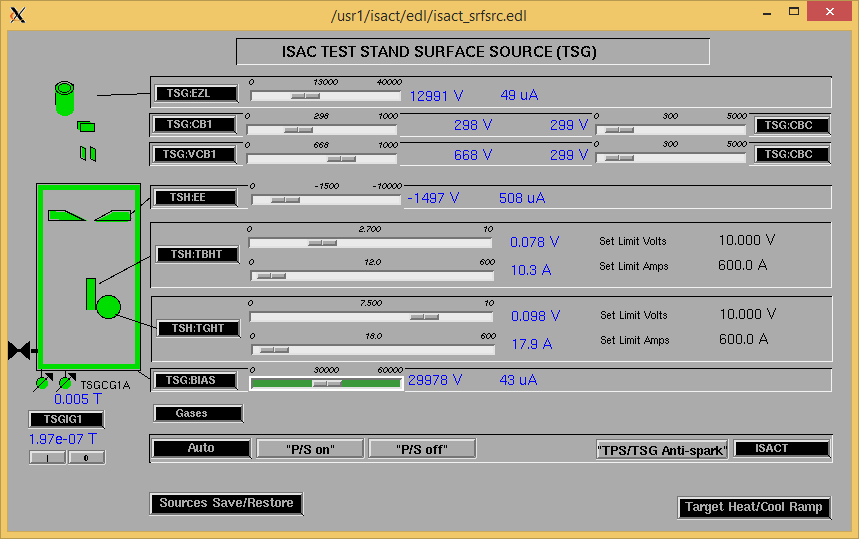 /usr1/isact/edl/isact_srfsrc.edl
ISAC TEST STAND SURFACE SOURCE (TSG)
0 13000 40000
TSG:EZL 12991 V 49 uA
0 298 1000 0 300 5000
TSG:CB1 298 V 299 V TSG:CBC
0 668 1000 0 300 5000
TSG:VCB1 668 V 299 V TSG:CBC
0 -1500 -10000
TSH:EE -1497 V 508 uA
0 2.700 10
0.078 V Set Limit Volts 10.000 V
TSH:TBHT
0 12.0 600
10.3 A Set Limit Amps 600.0 A
0 7.500 10
0.098 V Set Limit Volts 10.000 V
TSH:TGHT
0 18.0 600
17.9 A Set Limit Amps 600.0 A
0 30000 60000
TSG:BIAS 29978 V 43 uA
TSGCG1A
0.005 T
Gases
TSGIG1
1.97e-07 T
I 0
Auto "P/S on" "P/S off" "TPS/TSG Anti-spark" ISACT
Sources Save/Restore Target Heat/Cool Ramp